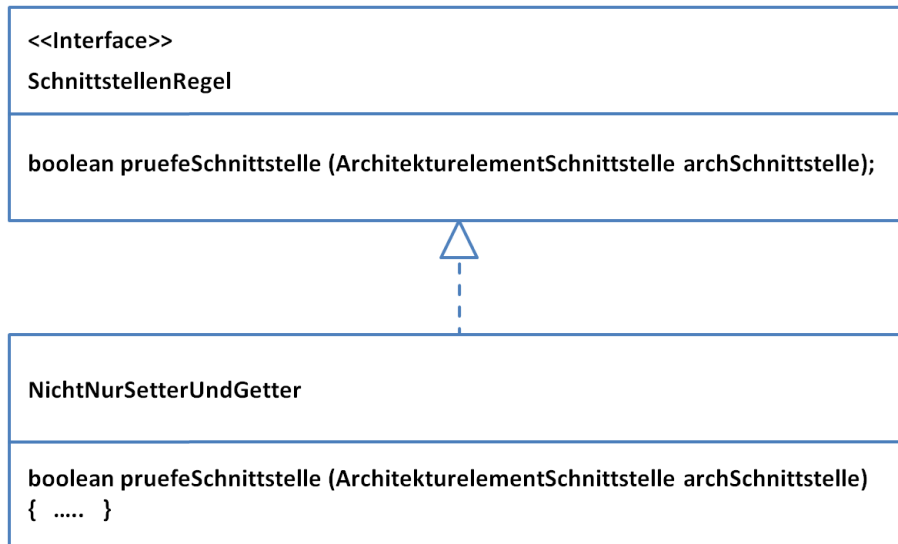 <<Interface>>
SchnittstellenRegel
boolean pruefeSchnittstelle (ArchitekturelementSchnittstelle archSchnittstelle);
NichtNurSetterUndGetter
boolean pruefeSchnittstelle (ArchitekturelementSchnittstelle archSchnittstelle)
{ ..... }